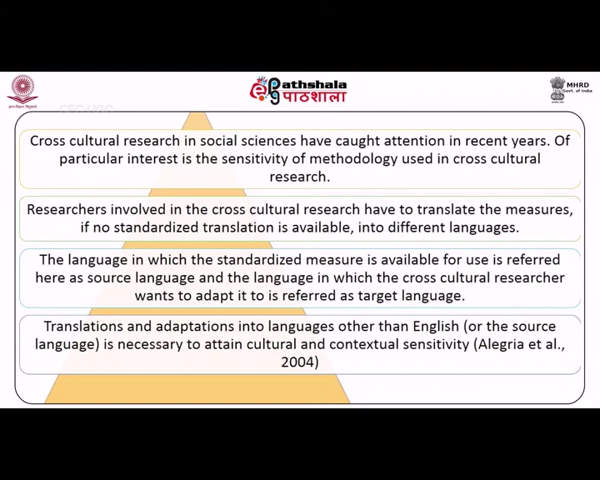 ePathshala
पाठशाला
MHRD
Govt. of India
CEC-UGC
Cross cultural research in social sciences have caught attention in recent years. Of
particular interest is the sensitivity of methodology used in cross cultural
research.
Researchers involved in the cross cultural research have to translate the measures,
if no standardized translation is available, into different languages.
The language in which the standardized measure is available for use is referred
here as source language and the language in which the cross cultural researcher
wants to adapt it to is referred as target language.
Translations and adaptations into languages other than English (or the source
language) is necessary to attain cultural and contextual sensitivity (Alegria et al.,
2004)